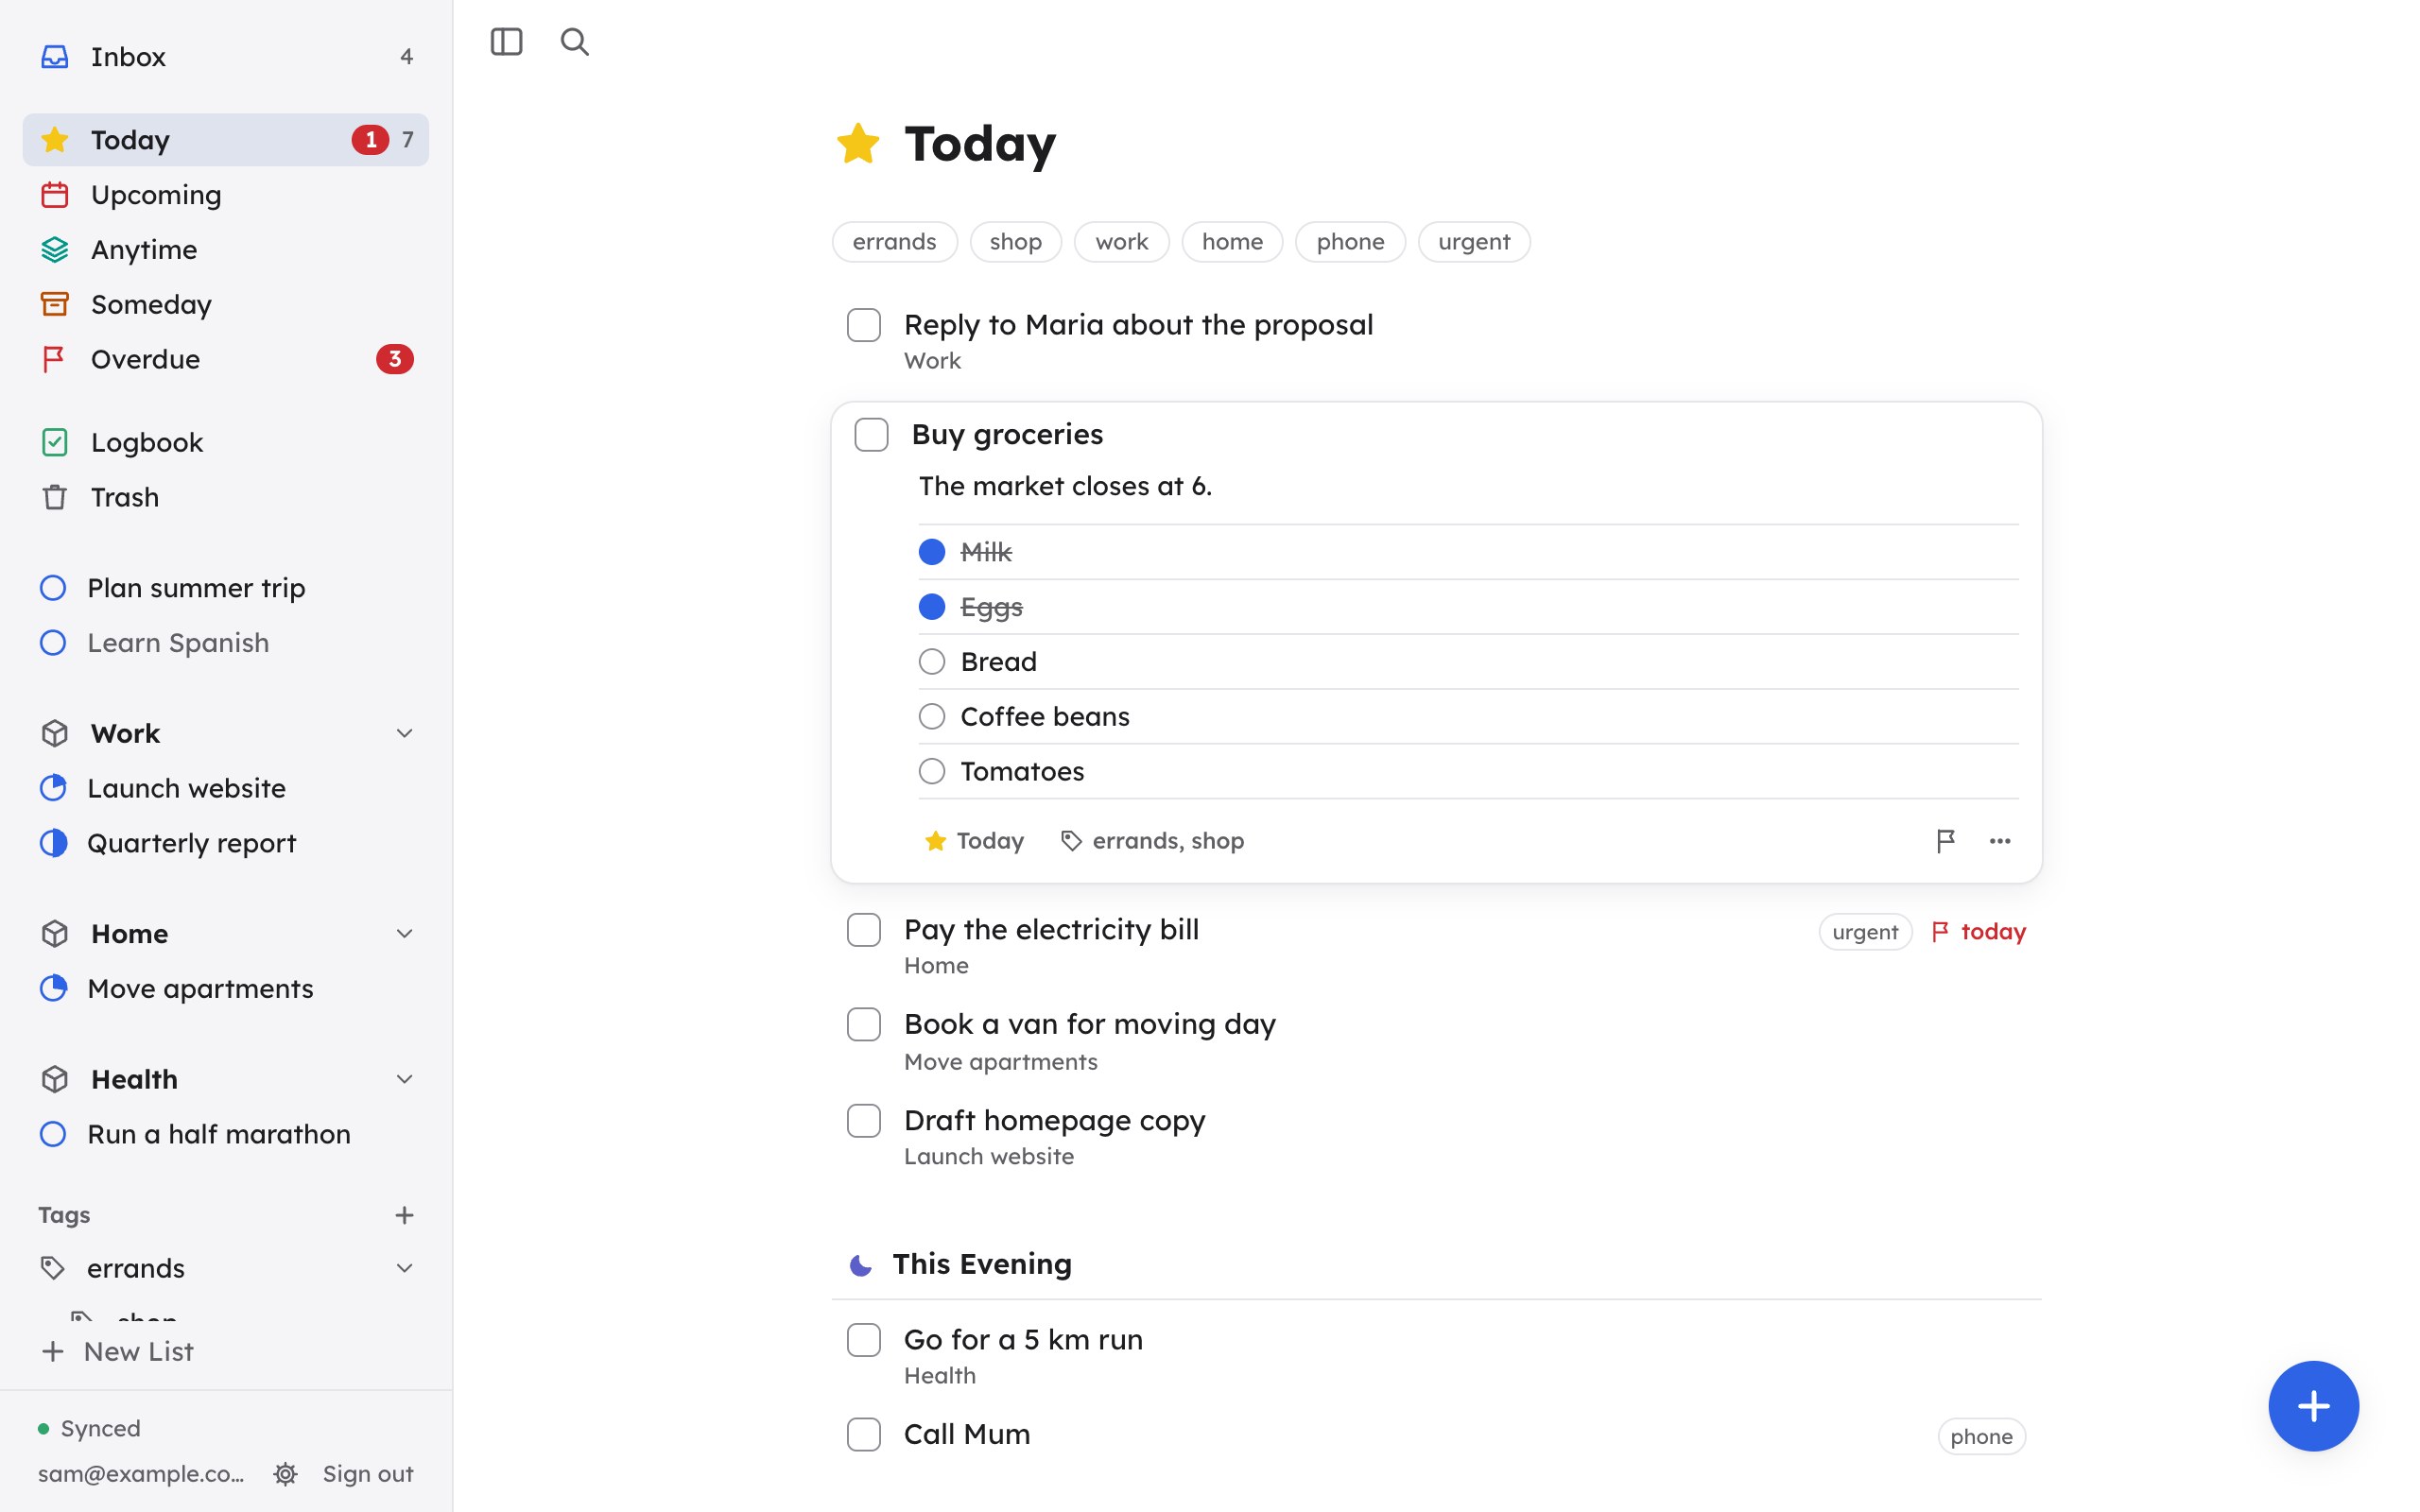 Inbox 4
Today 1 7
Upcoming
Anytime
Someday
Overdue 3
Logbook
Trash
Plan summer trip
Learn Spanish
Work
Launch website
Quarterly report
Home
Move apartments
Health
Run a half marathon
Tags
errands
shop
New List
Synced
sam@example.co...
Sign out
Today
errands shop work home phone urgent
Reply to Maria about the proposal
Work
Buy groceries
The market closes at 6.
Milk
Eggs
Bread
Coffee beans
Tomatoes
Today errands, shop
Pay the electricity bill urgent today
Home
Book a van for moving day
Move apartments
Draft homepage copy
Launch website
This Evening
Go for a 5 km run
Health
Call Mum phone